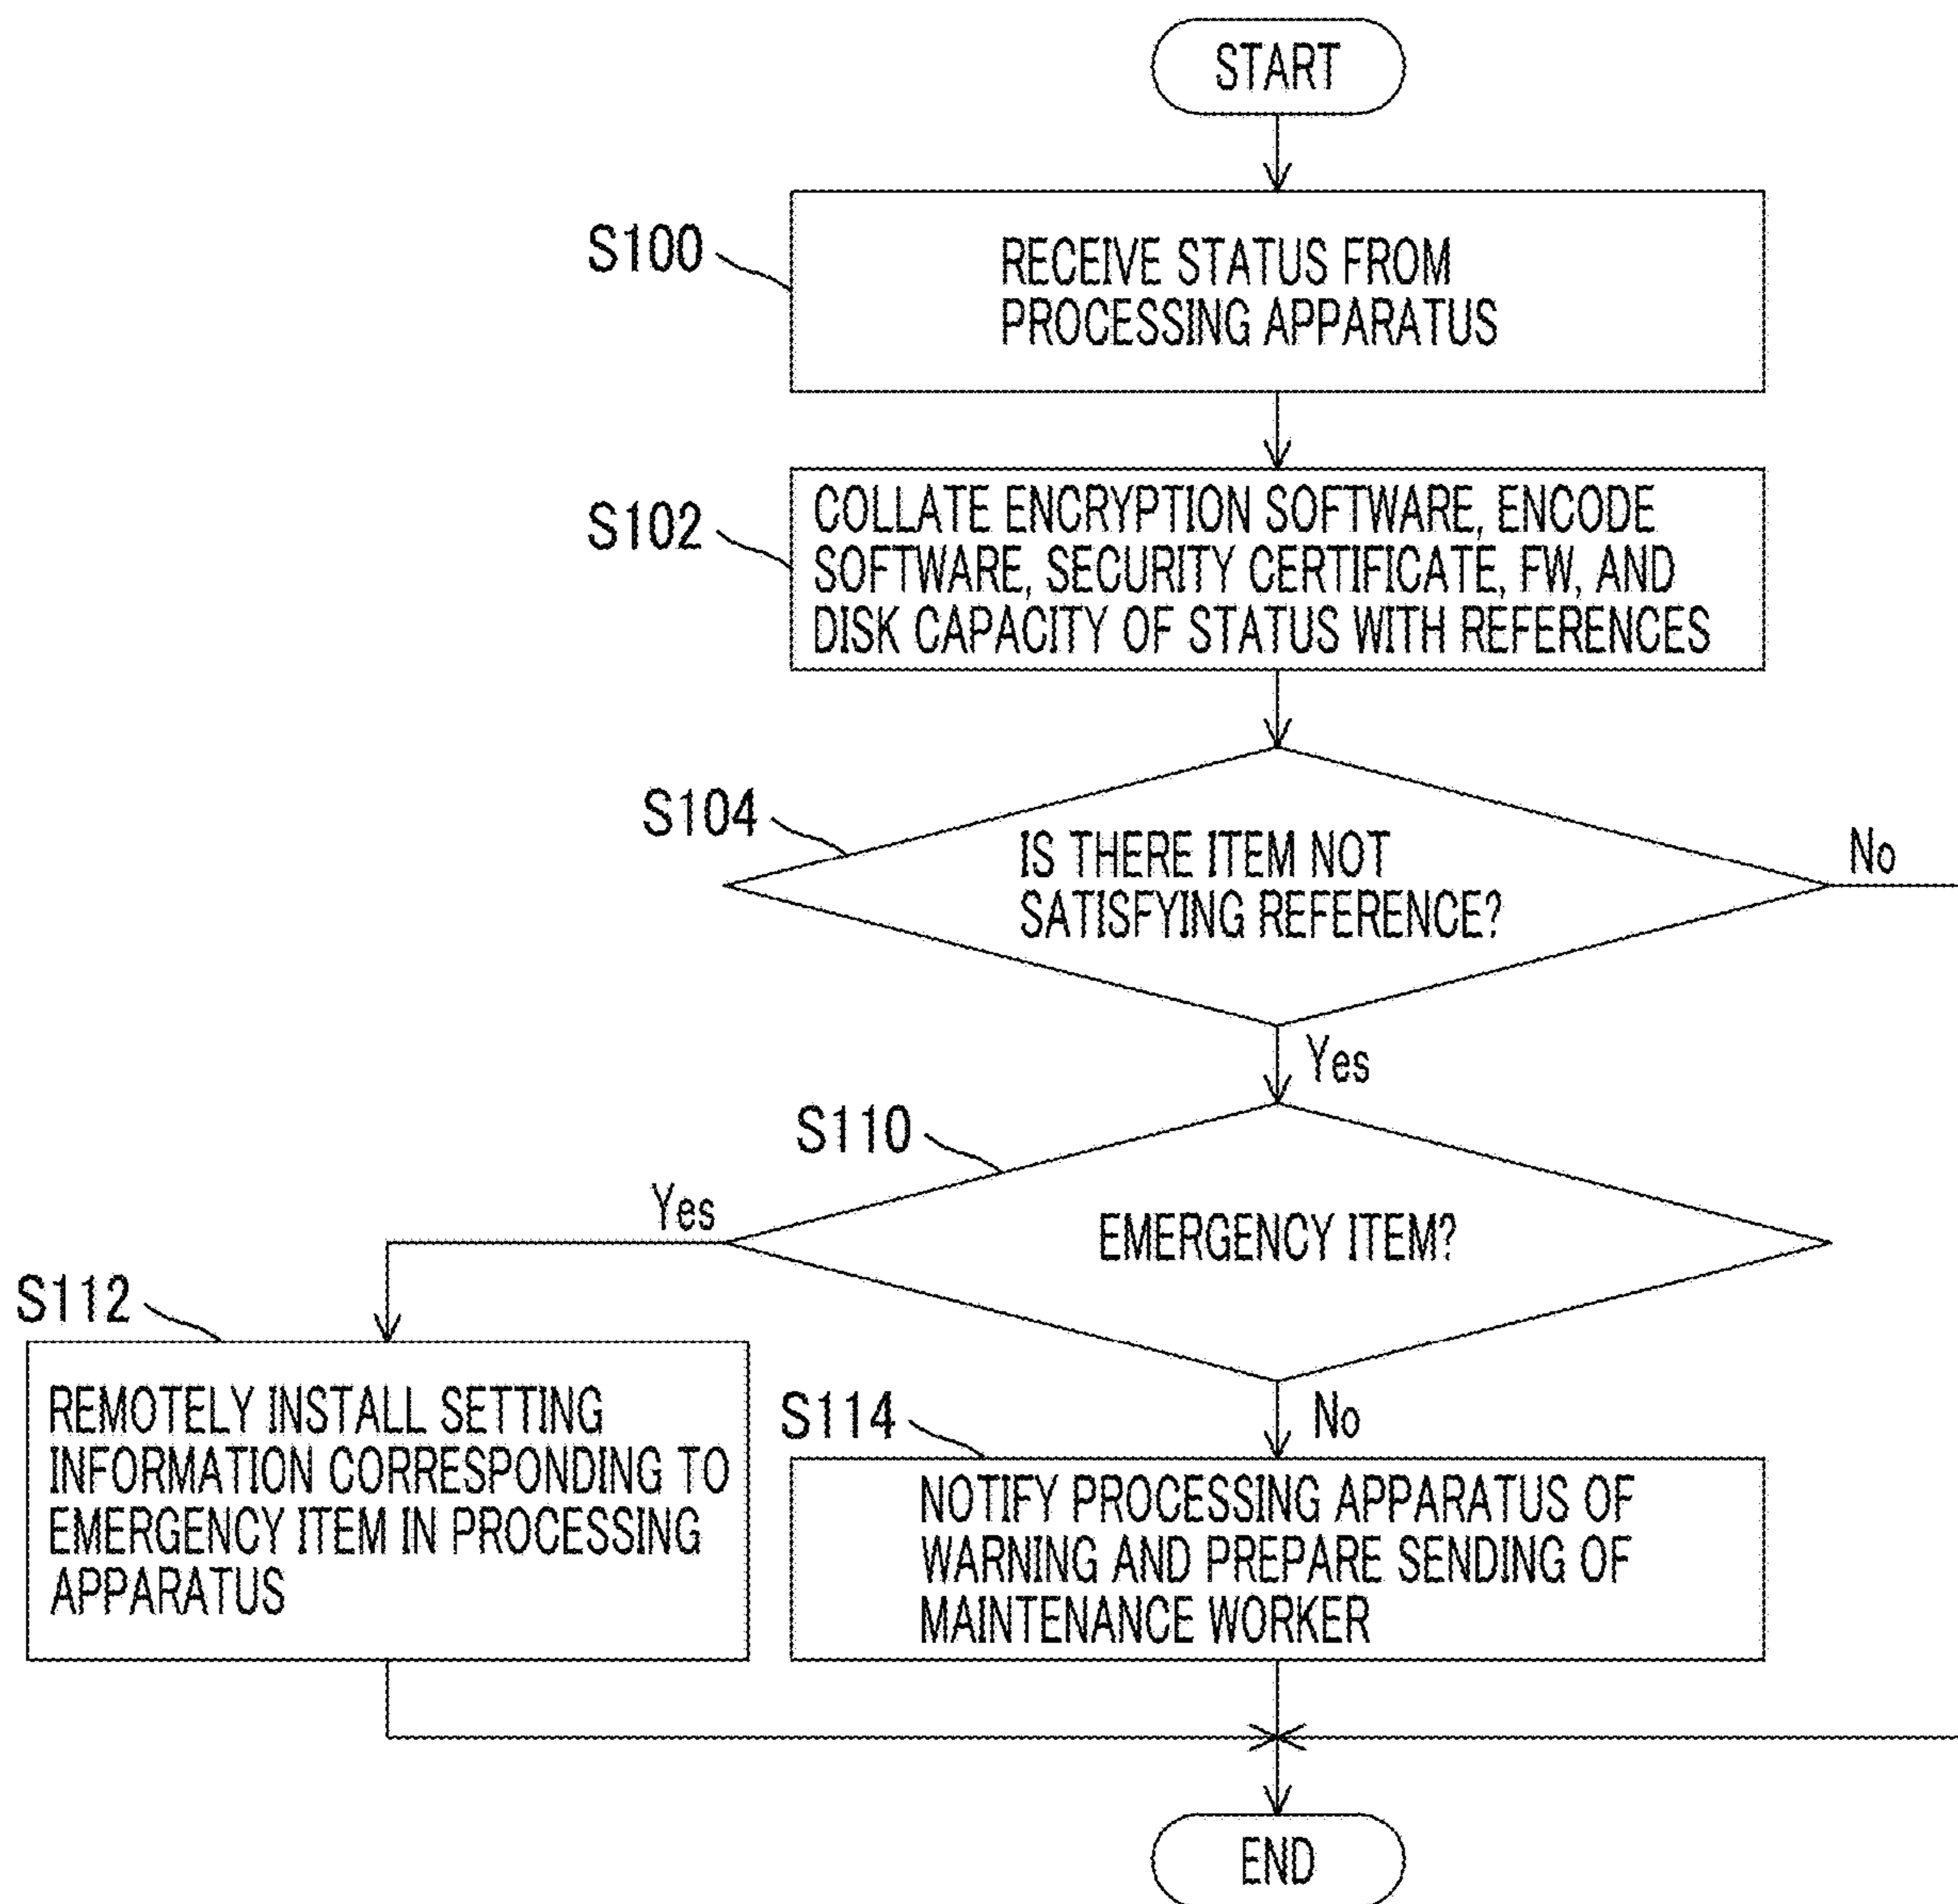 START
S100
RECEIVE STATUS FROM
PROCESSING APPARATUS
S102
COLLATE ENCRYPTION SOFTWARE, ENCODE
SOFTWARE, SECURITY CERTIFICATE, FW, AND
DISK CAPACITY OF STATUS WITH REFERENCES
S104
IS THERE ITEM NOT
SATISFYING REFERENCE?
No
Yes
S110
EMERGENCY ITEM?
Yes
S112
REMOTELY INSTALL SETTING
INFORMATION CORRESPONDING TO
EMERGENCY ITEM IN PROCESSING
APPARATUS
No
S114
NOTIFY PROCESSING APPARATUS OF
WARNING AND PREPARE SENDING OF
MAINTENANCE WORKER
END